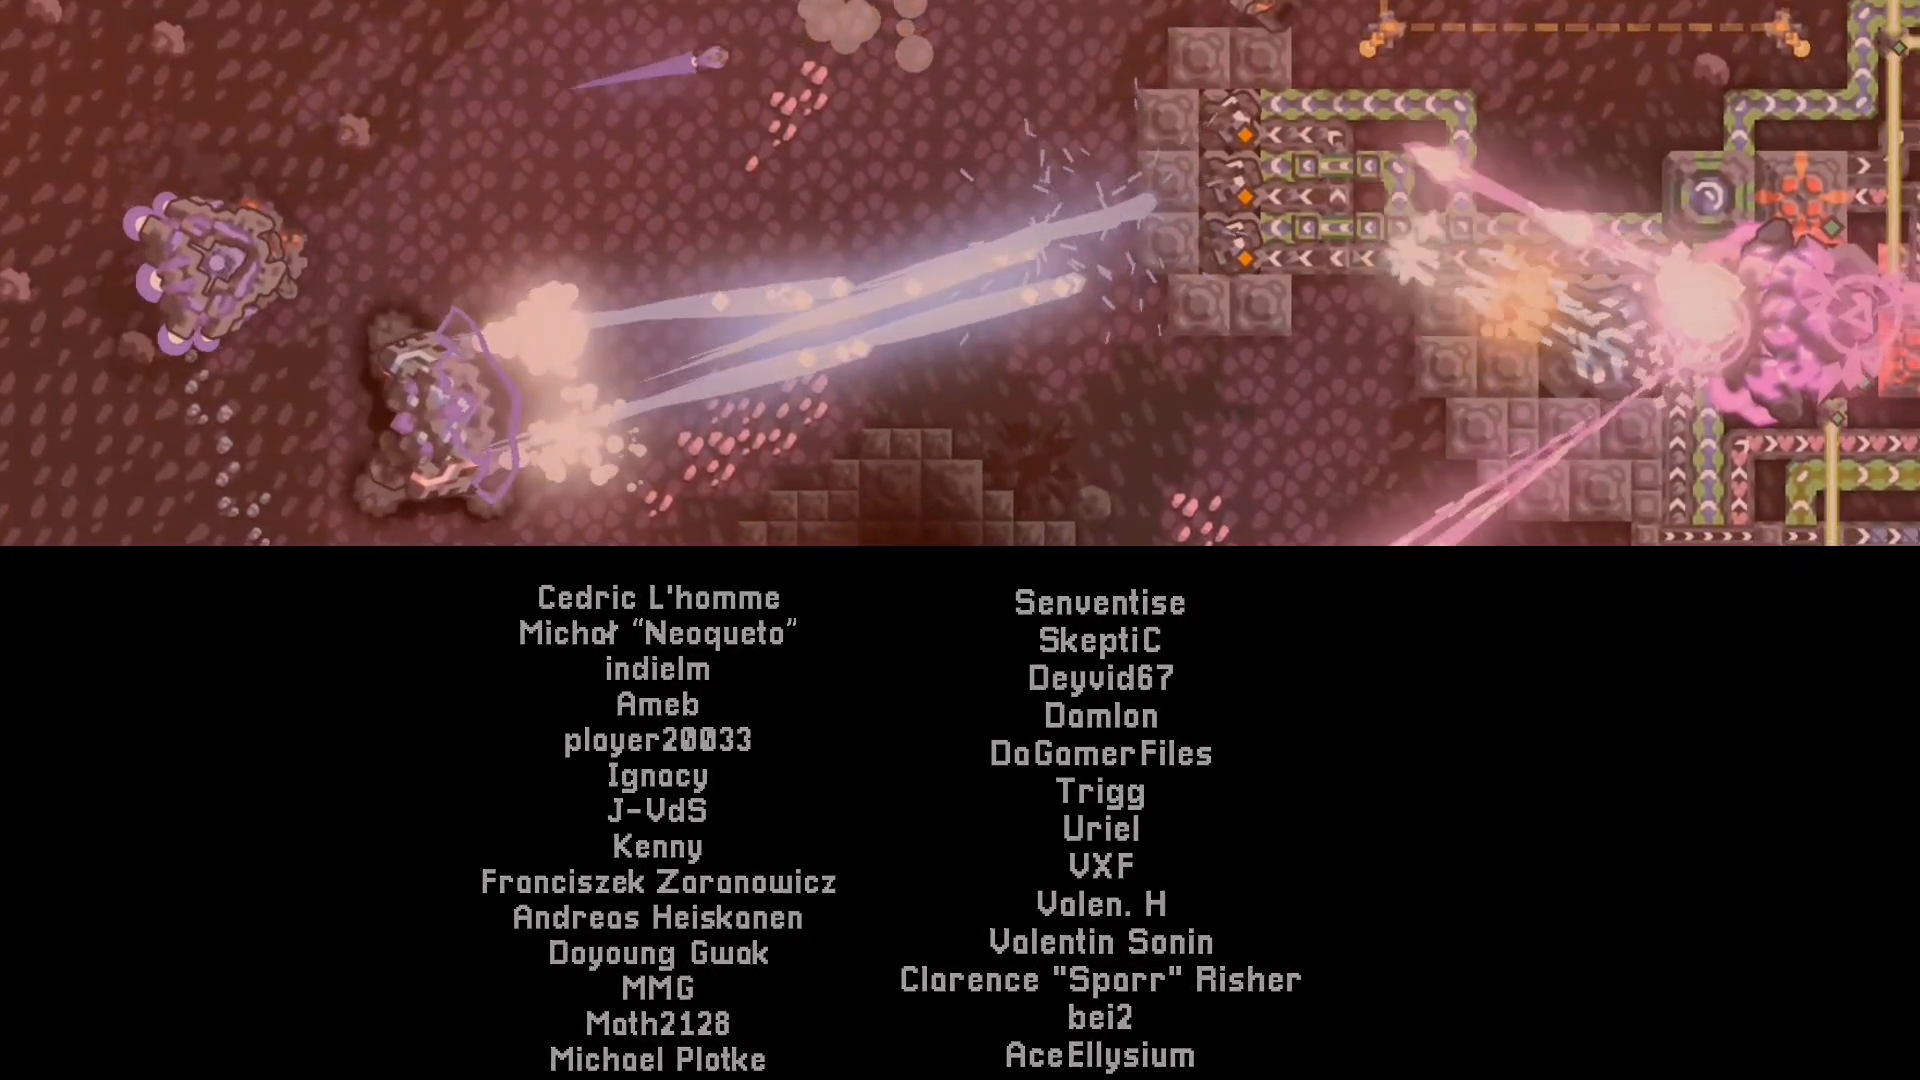 Cedric L'homme
Michał “Neoqueto”
indielm
Ameb
player20033
Ignacy
J-VdS
Kenny
Franciszek Zaranowicz
Andreas Heiskanen
Doyoung Gwak
MMG
Math2128
Michael Plotke
Senventise
SkeptiC
Deyvid67
Damlon
DaGamerFiles
Trigg
Uriel
VXF
Valen. H
Valentin Sonin
Clarence "Sparr" Risher
bei2
AceEllysium